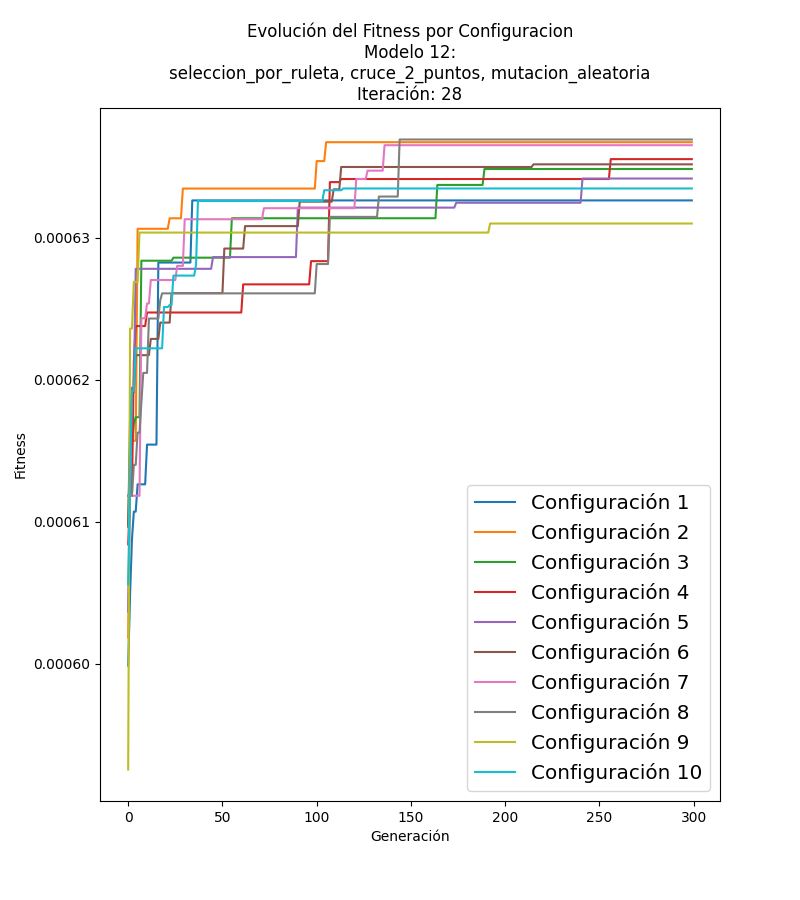 Evolución del Fitness por Configuracion
Modelo 12:
seleccion_por_ruleta, cruce_2_puntos, mutacion_aleatoria
Iteración: 28
Fitness
0.00063
0.00062
0.00061
0.00060
Configuración 1
Configuración 2
Configuración 3
Configuración 4
Configuración 5
Configuración 6
Configuración 7
Configuración 8
Configuración 9
Configuración 10
0 50 100 150 200 250 300
Generación